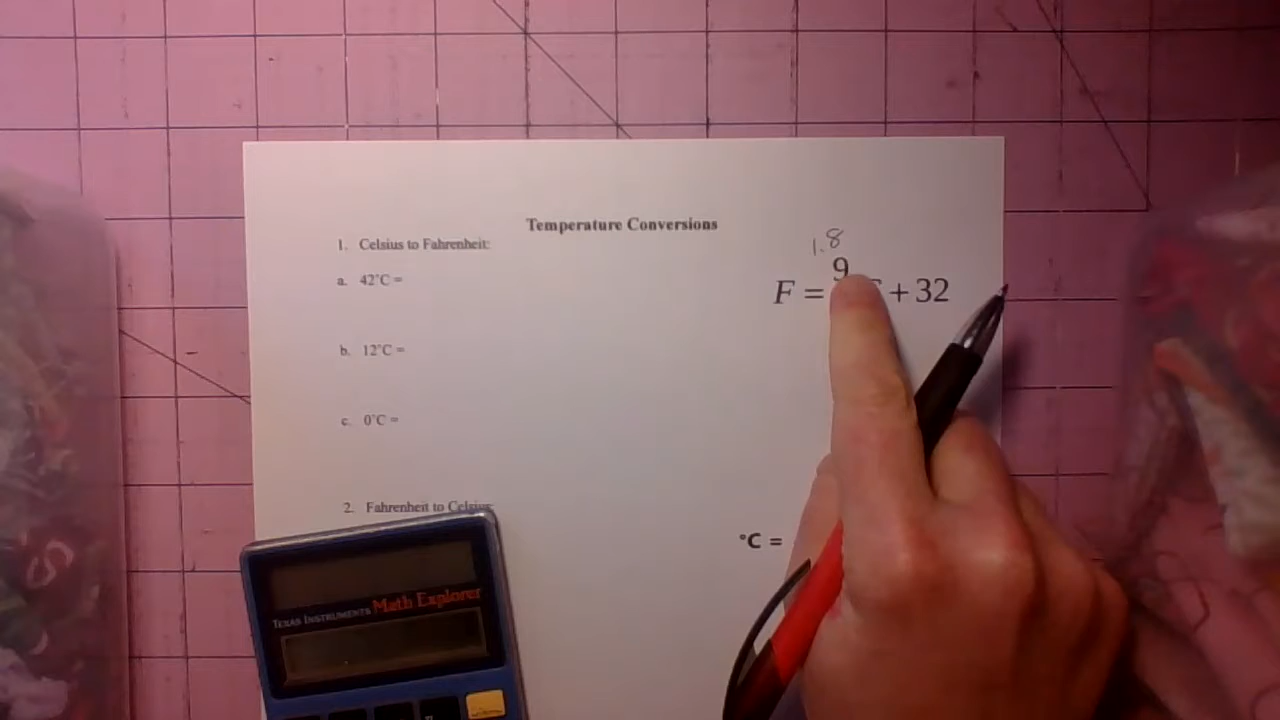 Temperature Conversions
1. Celsius to Fahrenheit:
1.8
a. 42°C =
F = 9 + 32
b. 12°C =
c. 0°C =
2. Fahrenheit to Celsius
°C =
TEXAS INSTRUMENTS Math Explorer